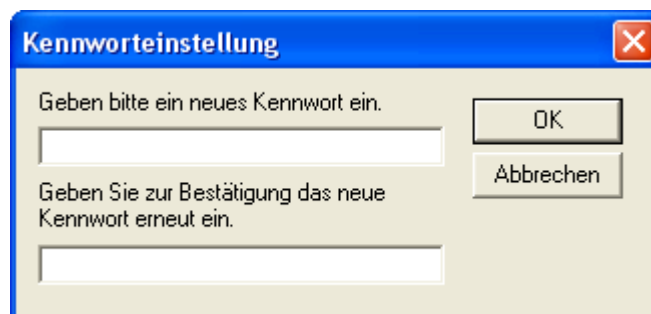 Kennworteinstellung
Geben bitte ein neues Kennwort ein.
OK
Abbrechen
Geben Sie zur Bestätigung das neue
Kennwort erneut ein.